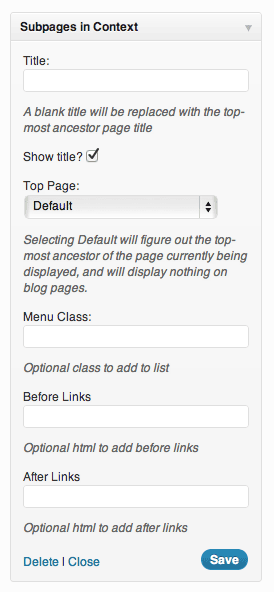 Subpages in Context
Title:
A blank title will be replaced with the top-
most ancestor page title
Show title?
Top Page:
Default
Selecting Default will figure out the top-
most ancestor of the page currently being
displayed, and will display nothing on
blog pages.
Menu Class:
Optional class to add to list
Before Links
Optional html to add before links
After Links
Optional html to add after links
Delete | Close
Save